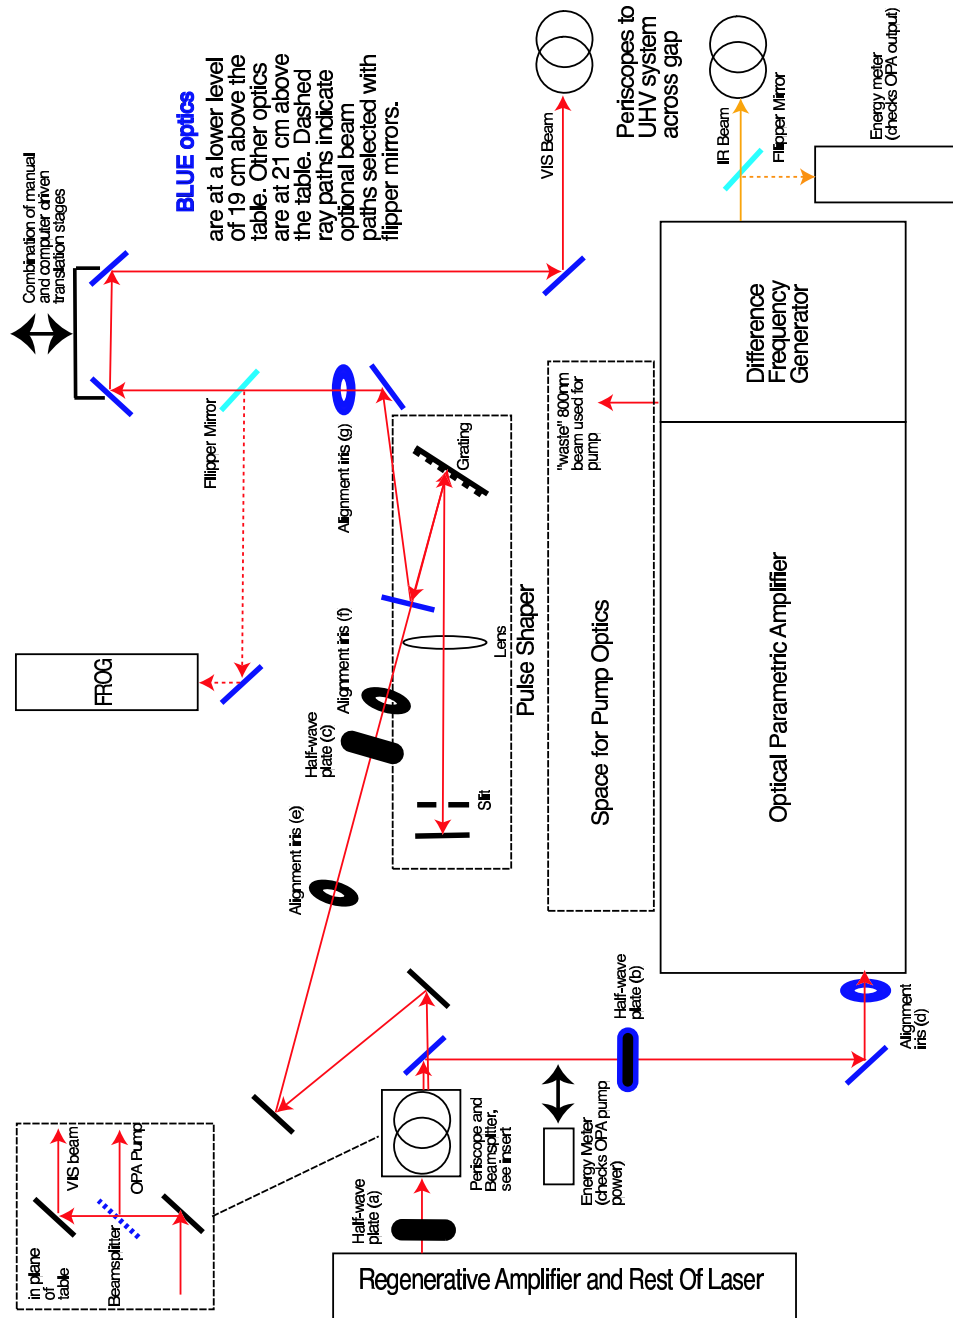 Combination of manual
and computer driven
translation stages
BLUE optics
are at a lower level
of 19 cm above the
table. Other optics
are at 21 cm above
the table. Dashed
ray paths indicate
optional beam
paths selected with
flipper mirrors.
VIS Beam
Periscopes to
UHV system
across gap
IR Beam
Fllipper Mirror
Energy meter
(checks OPA output)
Fllipper Mirror
Alignment iris (g)
Grating
"waste" 800nm
beam used for
pump
Difference
Frequency
Generator
FROG
Alignment iris (f)
Half-wave
plate (c)
Lens
Pulse Shaper
Slit
Alignment iris (e)
Space for Pump Optics
Optical Parametric Amplifier
Half-wave
plate (b)
Alignment
iris (d)
VIS beam
OPA Pump
in plane
of
table
Beamsplitter
Periscope and
Beamspitter,
see insert
Energy Meter
(checks OPA pump
power)
Half-wave
plate (a)
Regenerative Amplifier and Rest Of Laser